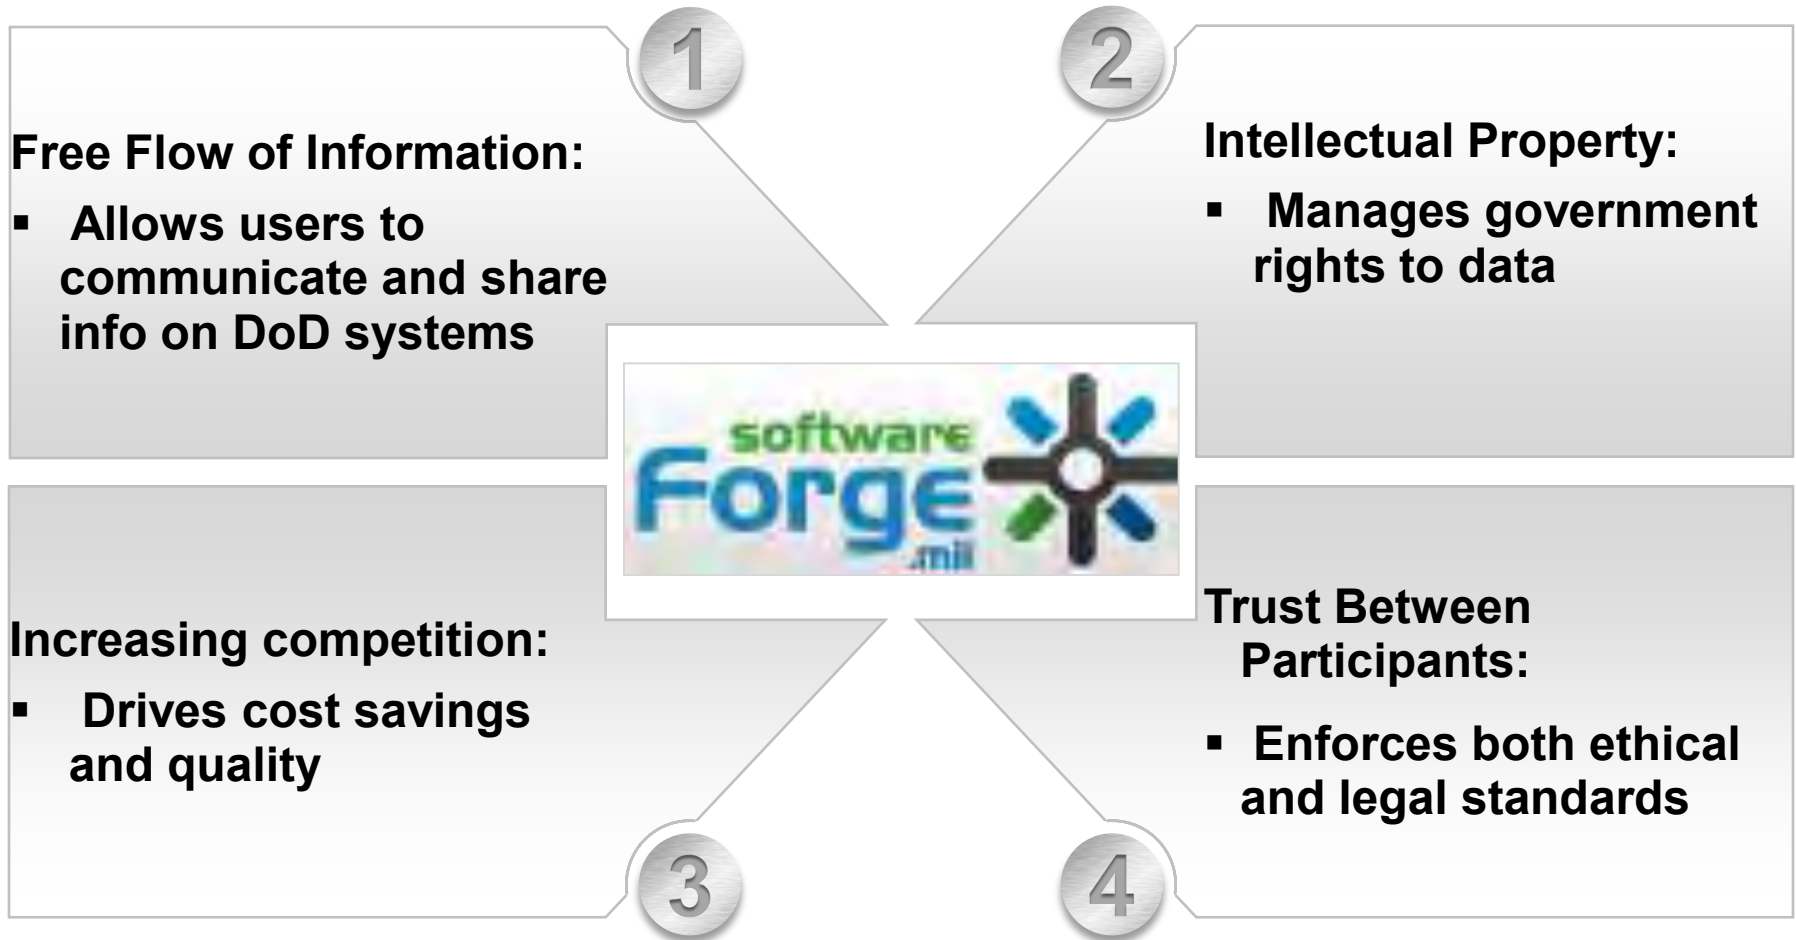 1
Free Flow of Information:
▪ Allows users to
communicate and share
info on DoD systems
2
Intellectual Property:
▪ Manages government
rights to data
software
Forge
.mil
3
Increasing competition:
▪ Drives cost savings
and quality
4
Trust Between
Participants:
▪ Enforces both ethical
and legal standards